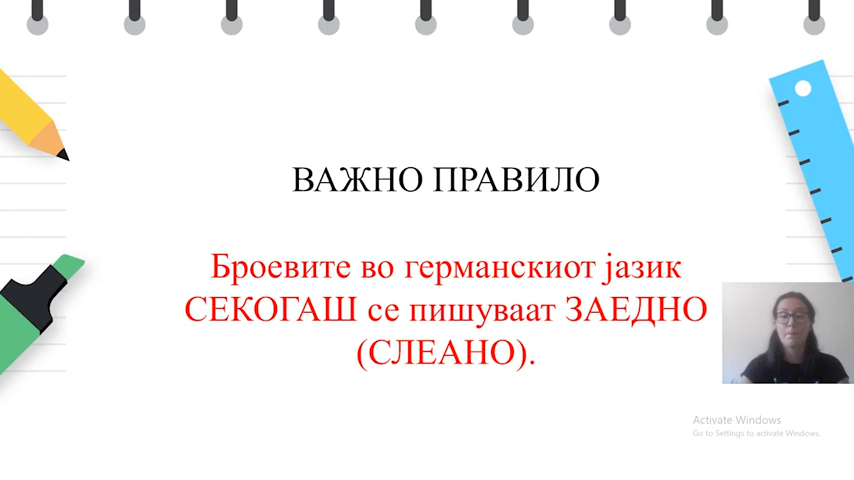 ВАЖНО ПРАВИЛО
Броевите во германскиот јазик
СЕКОГАШ се пишуваат ЗАЕДНО
(СЛЕАНО).
Activate Windows
Go to Settings to activate Windows.